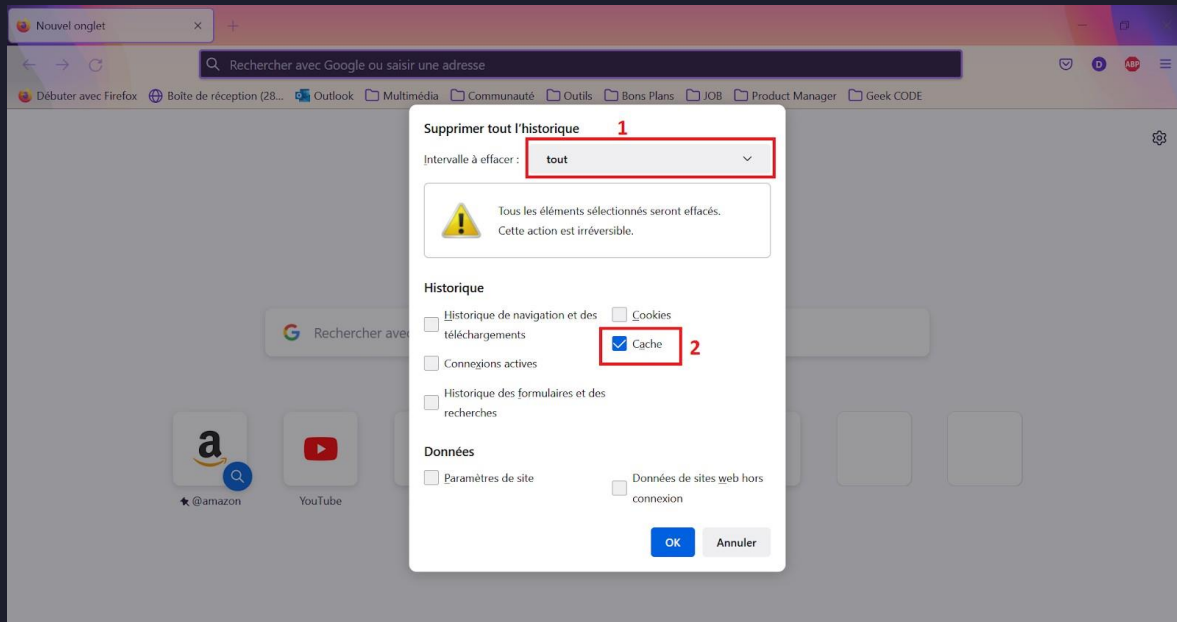 Nouvel onglet
Rechercher avec Google ou saisir une adresse
D
ABP
Débuter avec Firefox Boîte de réception (28... Outlook Multimédia Communauté Outils Bons Plans JOB Product Manager Geek CODE
Supprimer tout l'historique 1
Intervalle à effacer : tout
Tous les éléments sélectionnés seront effacés.
Cette action est irréversible.
Historique
Historique de navigation et des
téléchargements
Cookies
Cache 2
Connexions actives
Historique des formulaires et des
recherches
Données
Paramètres de site
Données de sites web hors
connexion
OK Annuler
G Rechercher avec
a
@amazon YouTube